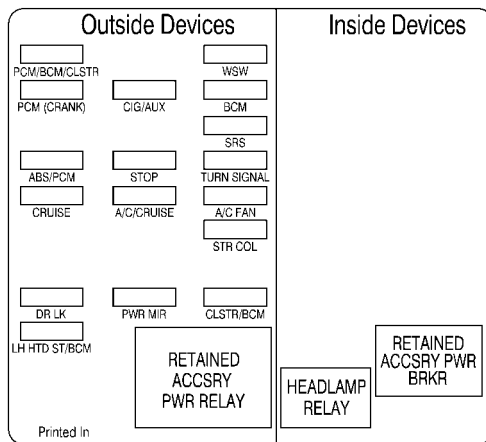 Outside Devices
Inside Devices
PCM/BCM/CLSTR
WSW
PCM (CRANK)
CIG/AUX
BCM
SRS
ABS/PCM
STOP
TURN SIGNAL
CRUISE
A/C/CRUISE
A/C FAN
STR COL
DR LK
PWR MIR
CLSTR/BCM
LH HTD ST/BCM
RETAINED
ACCSRY
PWR RELAY
HEADLAMP
RELAY
RETAINED
ACCSRY PWR
BRKR
Printed In